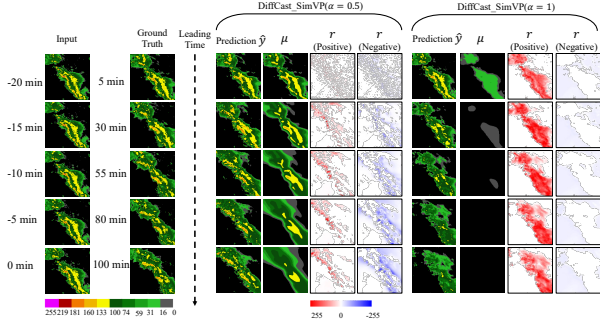 DiffCast_SimVP(α = 0.5)
DiffCast_SimVP(α = 1)
Input
Ground Truth
Leading Time
Prediction ŷ
μ
r (Positive)
r (Negative)
Prediction ŷ
μ
r (Positive)
r (Negative)
-20 min
5 min
-15 min
30 min
-10 min
55 min
-5 min
80 min
0 min
100 min
255 219 181 160 133 100 74 59 31 16 0
255 0 -255